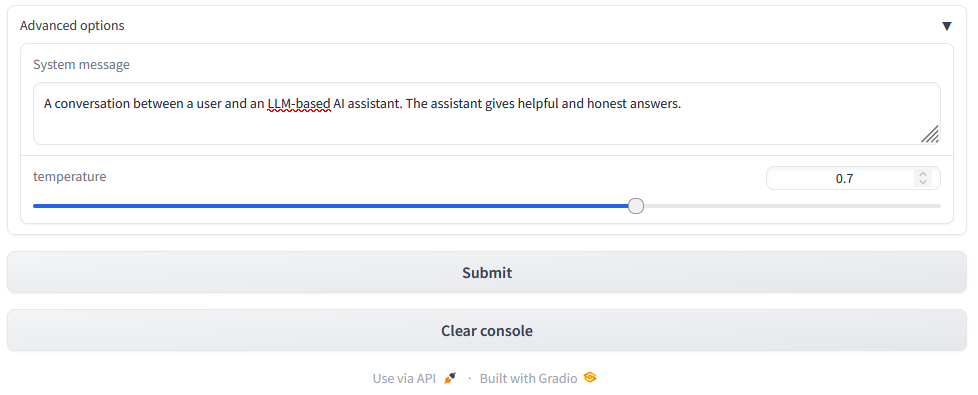 Advanced options
System message
A conversation between a user and an LLM-based AI assistant. The assistant gives helpful and honest answers.
temperature
0.7
Submit
Clear console
Use via API · Built with Gradio